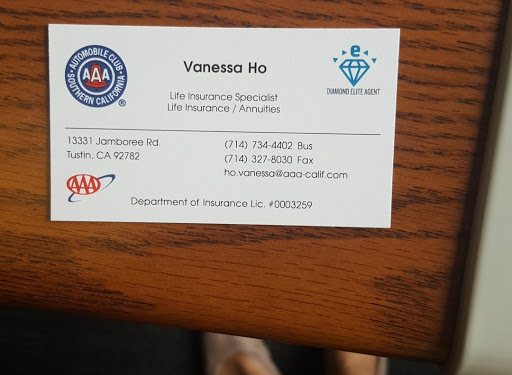 AUTOMOBILE CLUB OF SOUTHERN CALIFORNIA
AAA
®
e
DIAMOND ELITE AGENT
Vanessa Ho
Life Insurance Specialist
Life Insurance / Annuities
13331 Jamboree Rd.
Tustin, CA 92782
(714) 734-4402 Bus
(714) 327-8030 Fax
ho.vanessa@aaa-calif.com
AAA
Department of Insurance Lic. #0003259